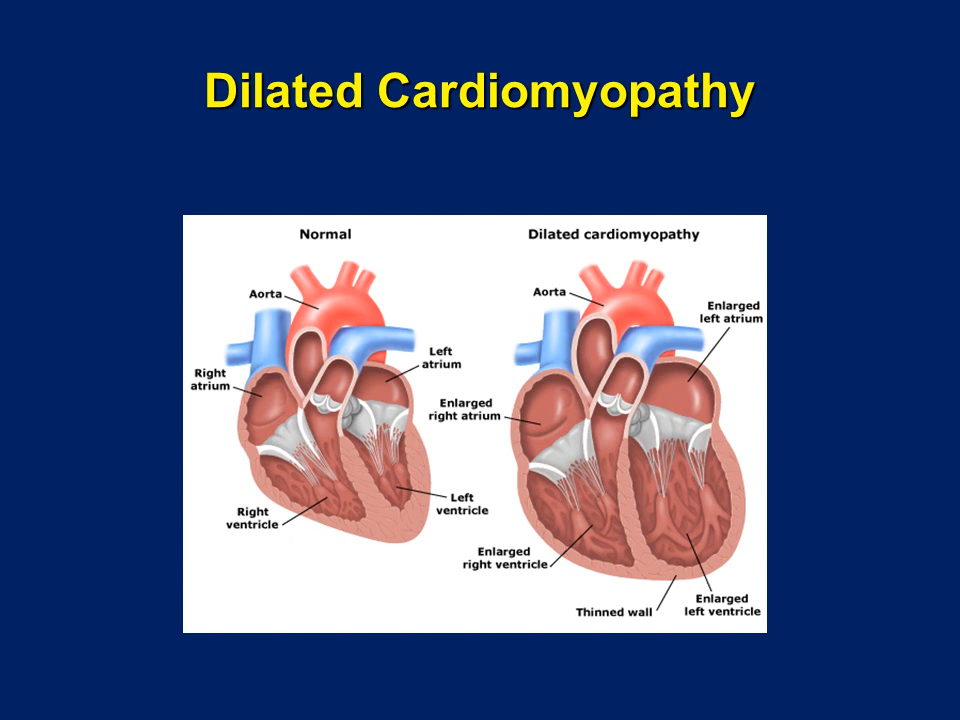 Dilated Cardiomyopathy
Normal
Dilated cardiomyopathy
Aorta
Left
atrium
Right
atrium
Right
ventricle
Left
ventricle
Aorta
Enlarged
left atrium
Enlarged
right atrium
Enlarged
right ventricle
Thinned wall
Enlarged
left ventricle